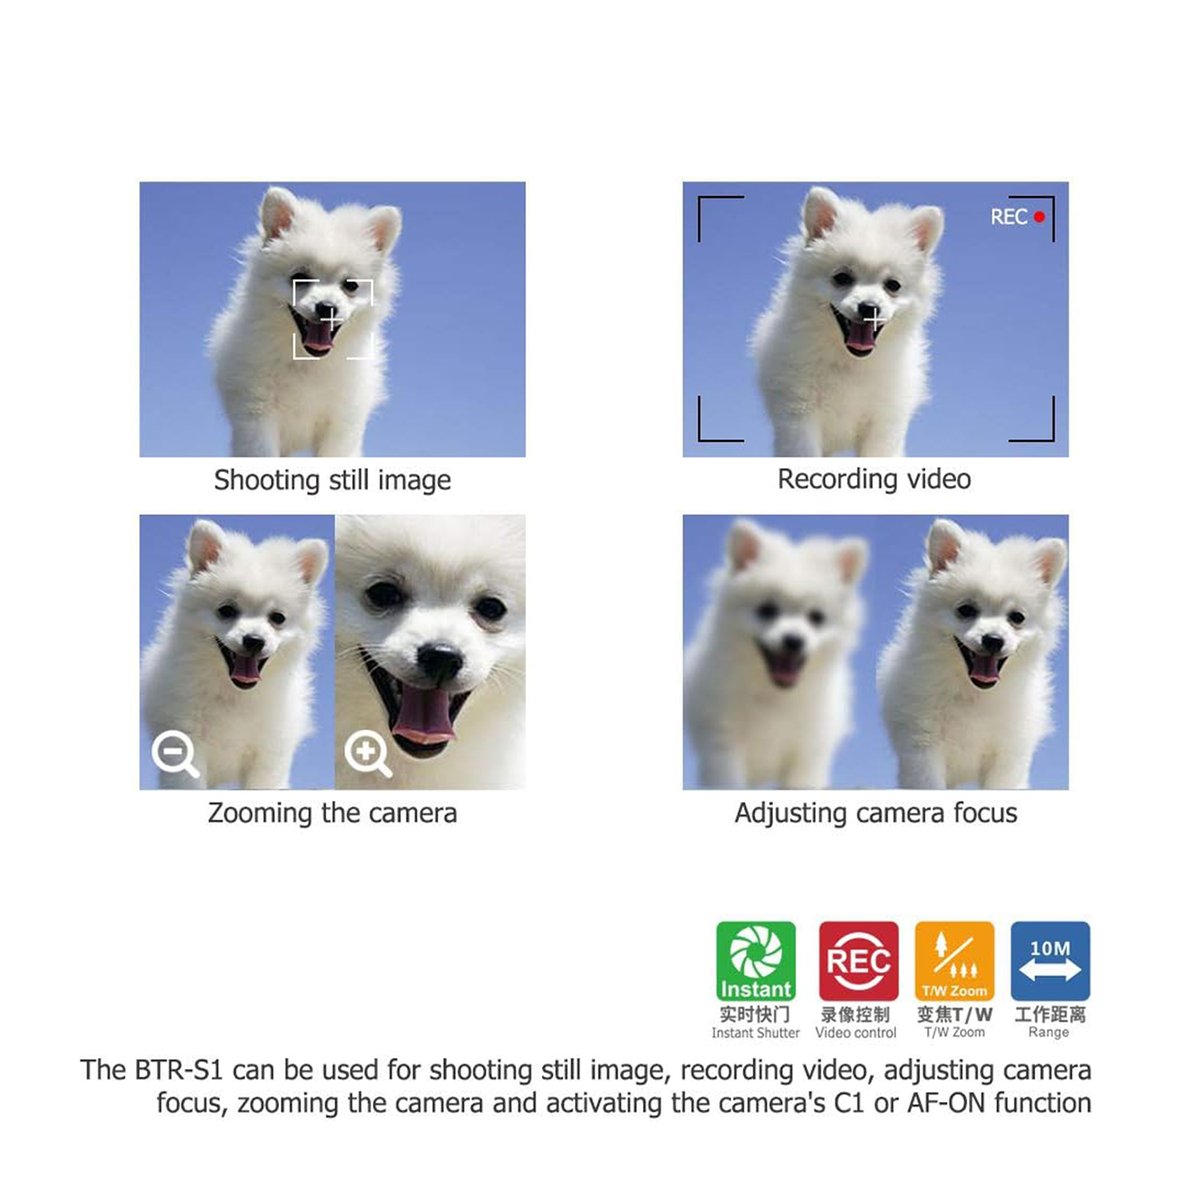 REC
Shooting still image
Recording video
Zooming the camera
Adjusting camera focus
Instant
REC
T/W Zoom
10M
实时快门
录像控制
变焦T/W
工作距离
Instant Shutter
Video control
T/W Zoom
Range
The BTR-S1 can be used for shooting still image, recording video, adjusting camera
focus, zooming the camera and activating the camera's C1 or AF-ON function